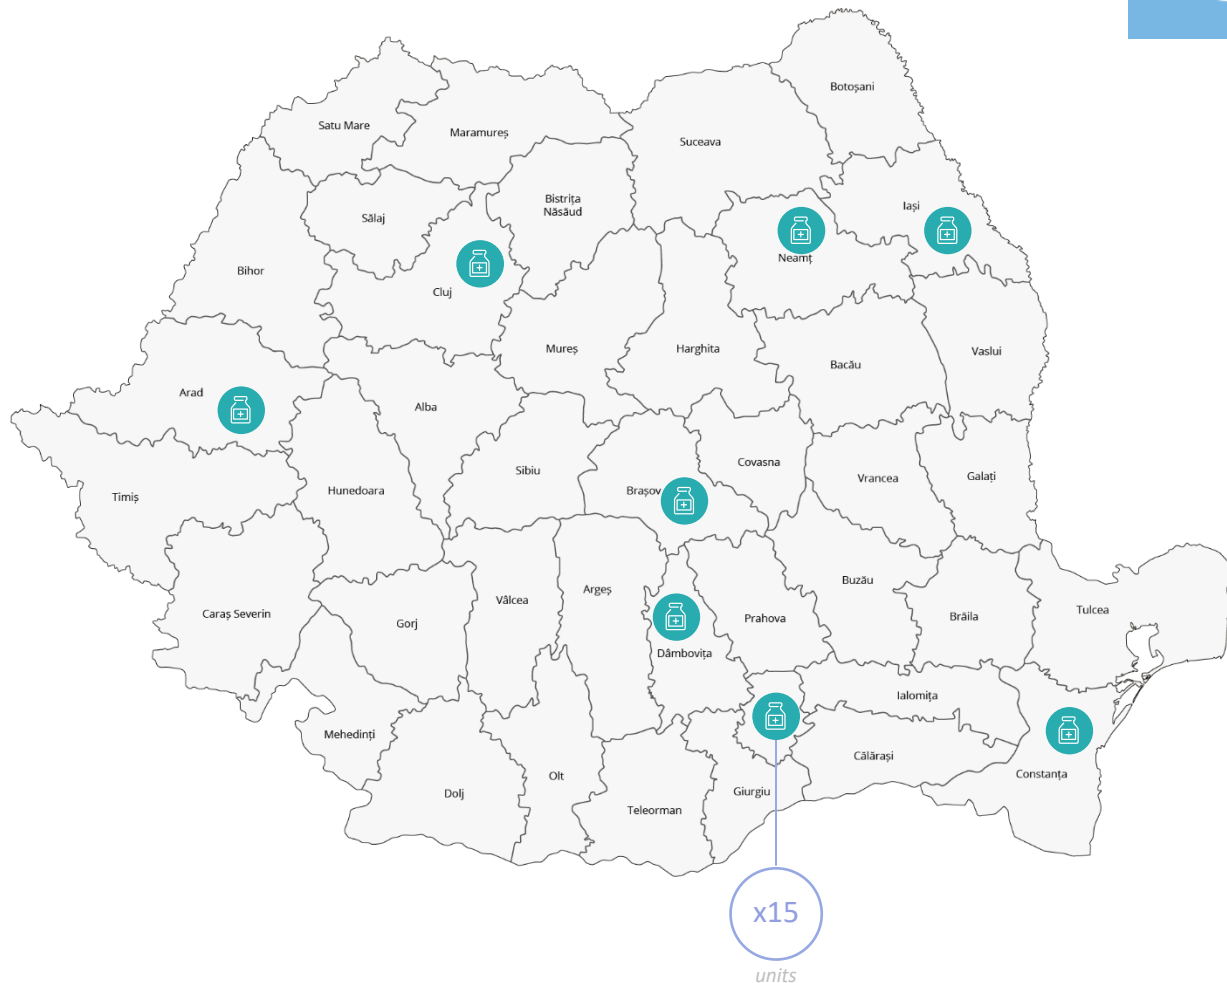 Botoșani
Satu Mare
Maramureș
Suceava
Bistrița
Năsăud
Iași
Sălaj
Neamț
Bihor
Cluj
Mureș
Harghita
Vaslui
Bacău
Arad
Alba
Covasna
Sibiu
Vrancea
Galați
Hunedoara
Brașov
Timiș
Buzău
Argeș
Vâlcea
Tulcea
Caraș Severin
Gorj
Prahova
Brăila
Dâmbovița
Ialomița
Mehedinți
Călărași
Constanța
Olt
Dolj
Giurgiu
Teleorman
x15
units